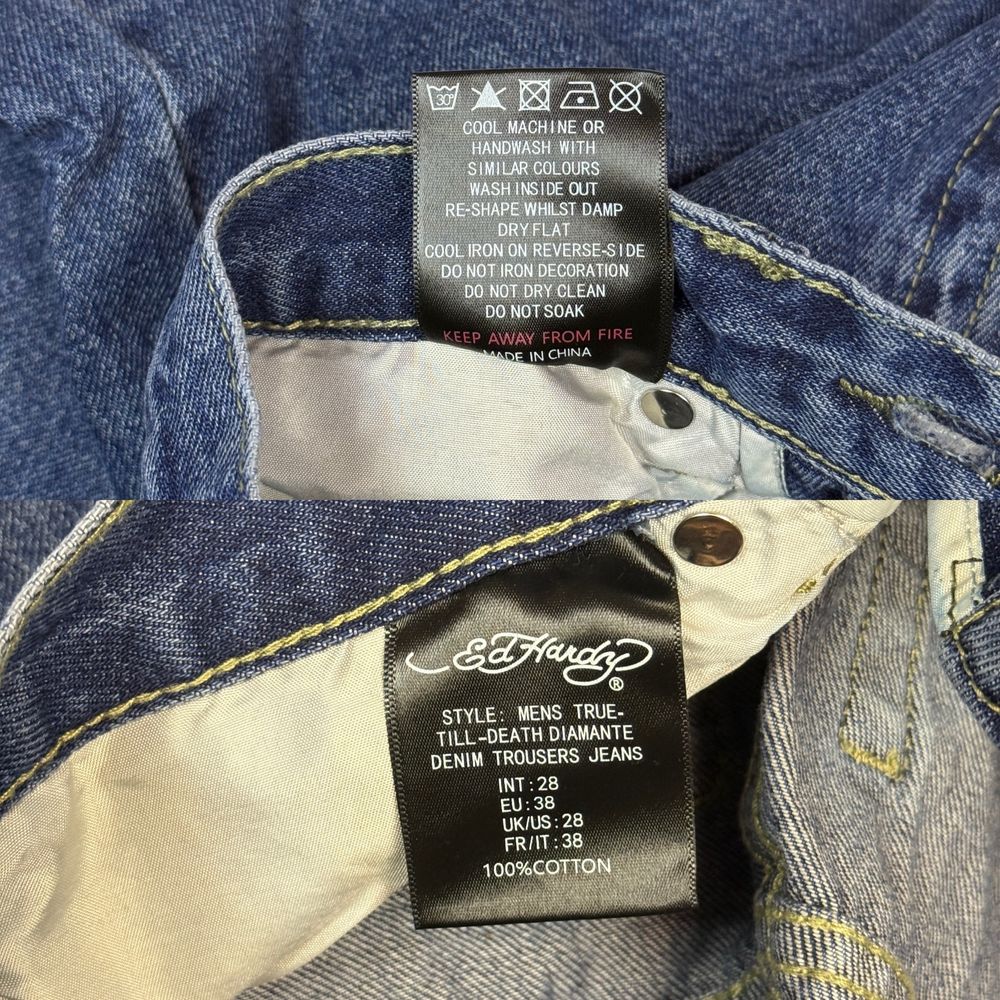 30°
COOL MACHINE OR
HANDWASH WITH
SIMILAR COLOURS
WASH INSIDE OUT
RE-SHAPE WHILST DAMP
DRY FLAT
COOL IRON ON REVERSE-SIDE
DO NOT IRON DECORATION
DO NOT DRY CLEAN
DO NOT SOAK
KEEP AWAY FROM FIRE
MADE IN CHINA
Ed Hardy
®
STYLE: MENS TRUE-
TILL-DEATH DIAMANTE
DENIM TROUSERS JEANS
INT : 28
EU : 38
UK/US : 28
FR/IT : 38
100%COTTON